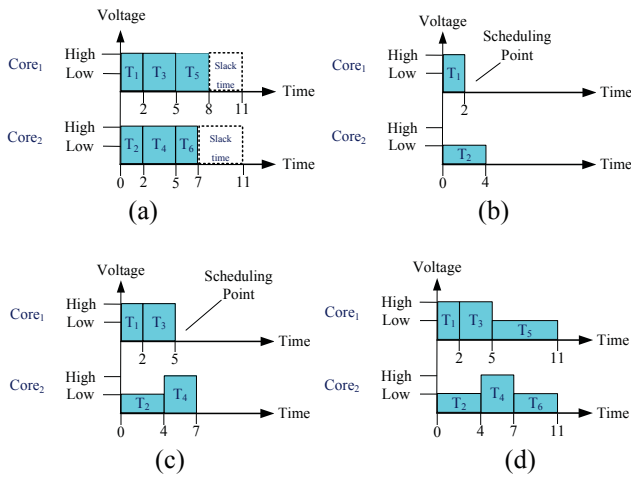 Voltage
High
Core₁
Low
T₁ T₃ T₅ Slack time
Time
2 5 8 11
High
Core₂
Low
T₂ T₄ T₆ Slack time
Time
0 2 5 7 11
(a)
Voltage
High
Core₁
Low
T₁
Scheduling
Point
Time
2
High
Core₂
Low
T₂
Time
0 4
(b)
Voltage
High
Core₁
Low
T₁ T₃
Scheduling
Point
Time
2 5
High
Core₂
Low
T₂ T₄
Time
0 4 7
(c)
Voltage
High
Core₁
Low
T₁ T₃ T₅
Time
2 5 11
High
Core₂
Low
T₂ T₄ T₆
Time
0 4 7 11
(d)